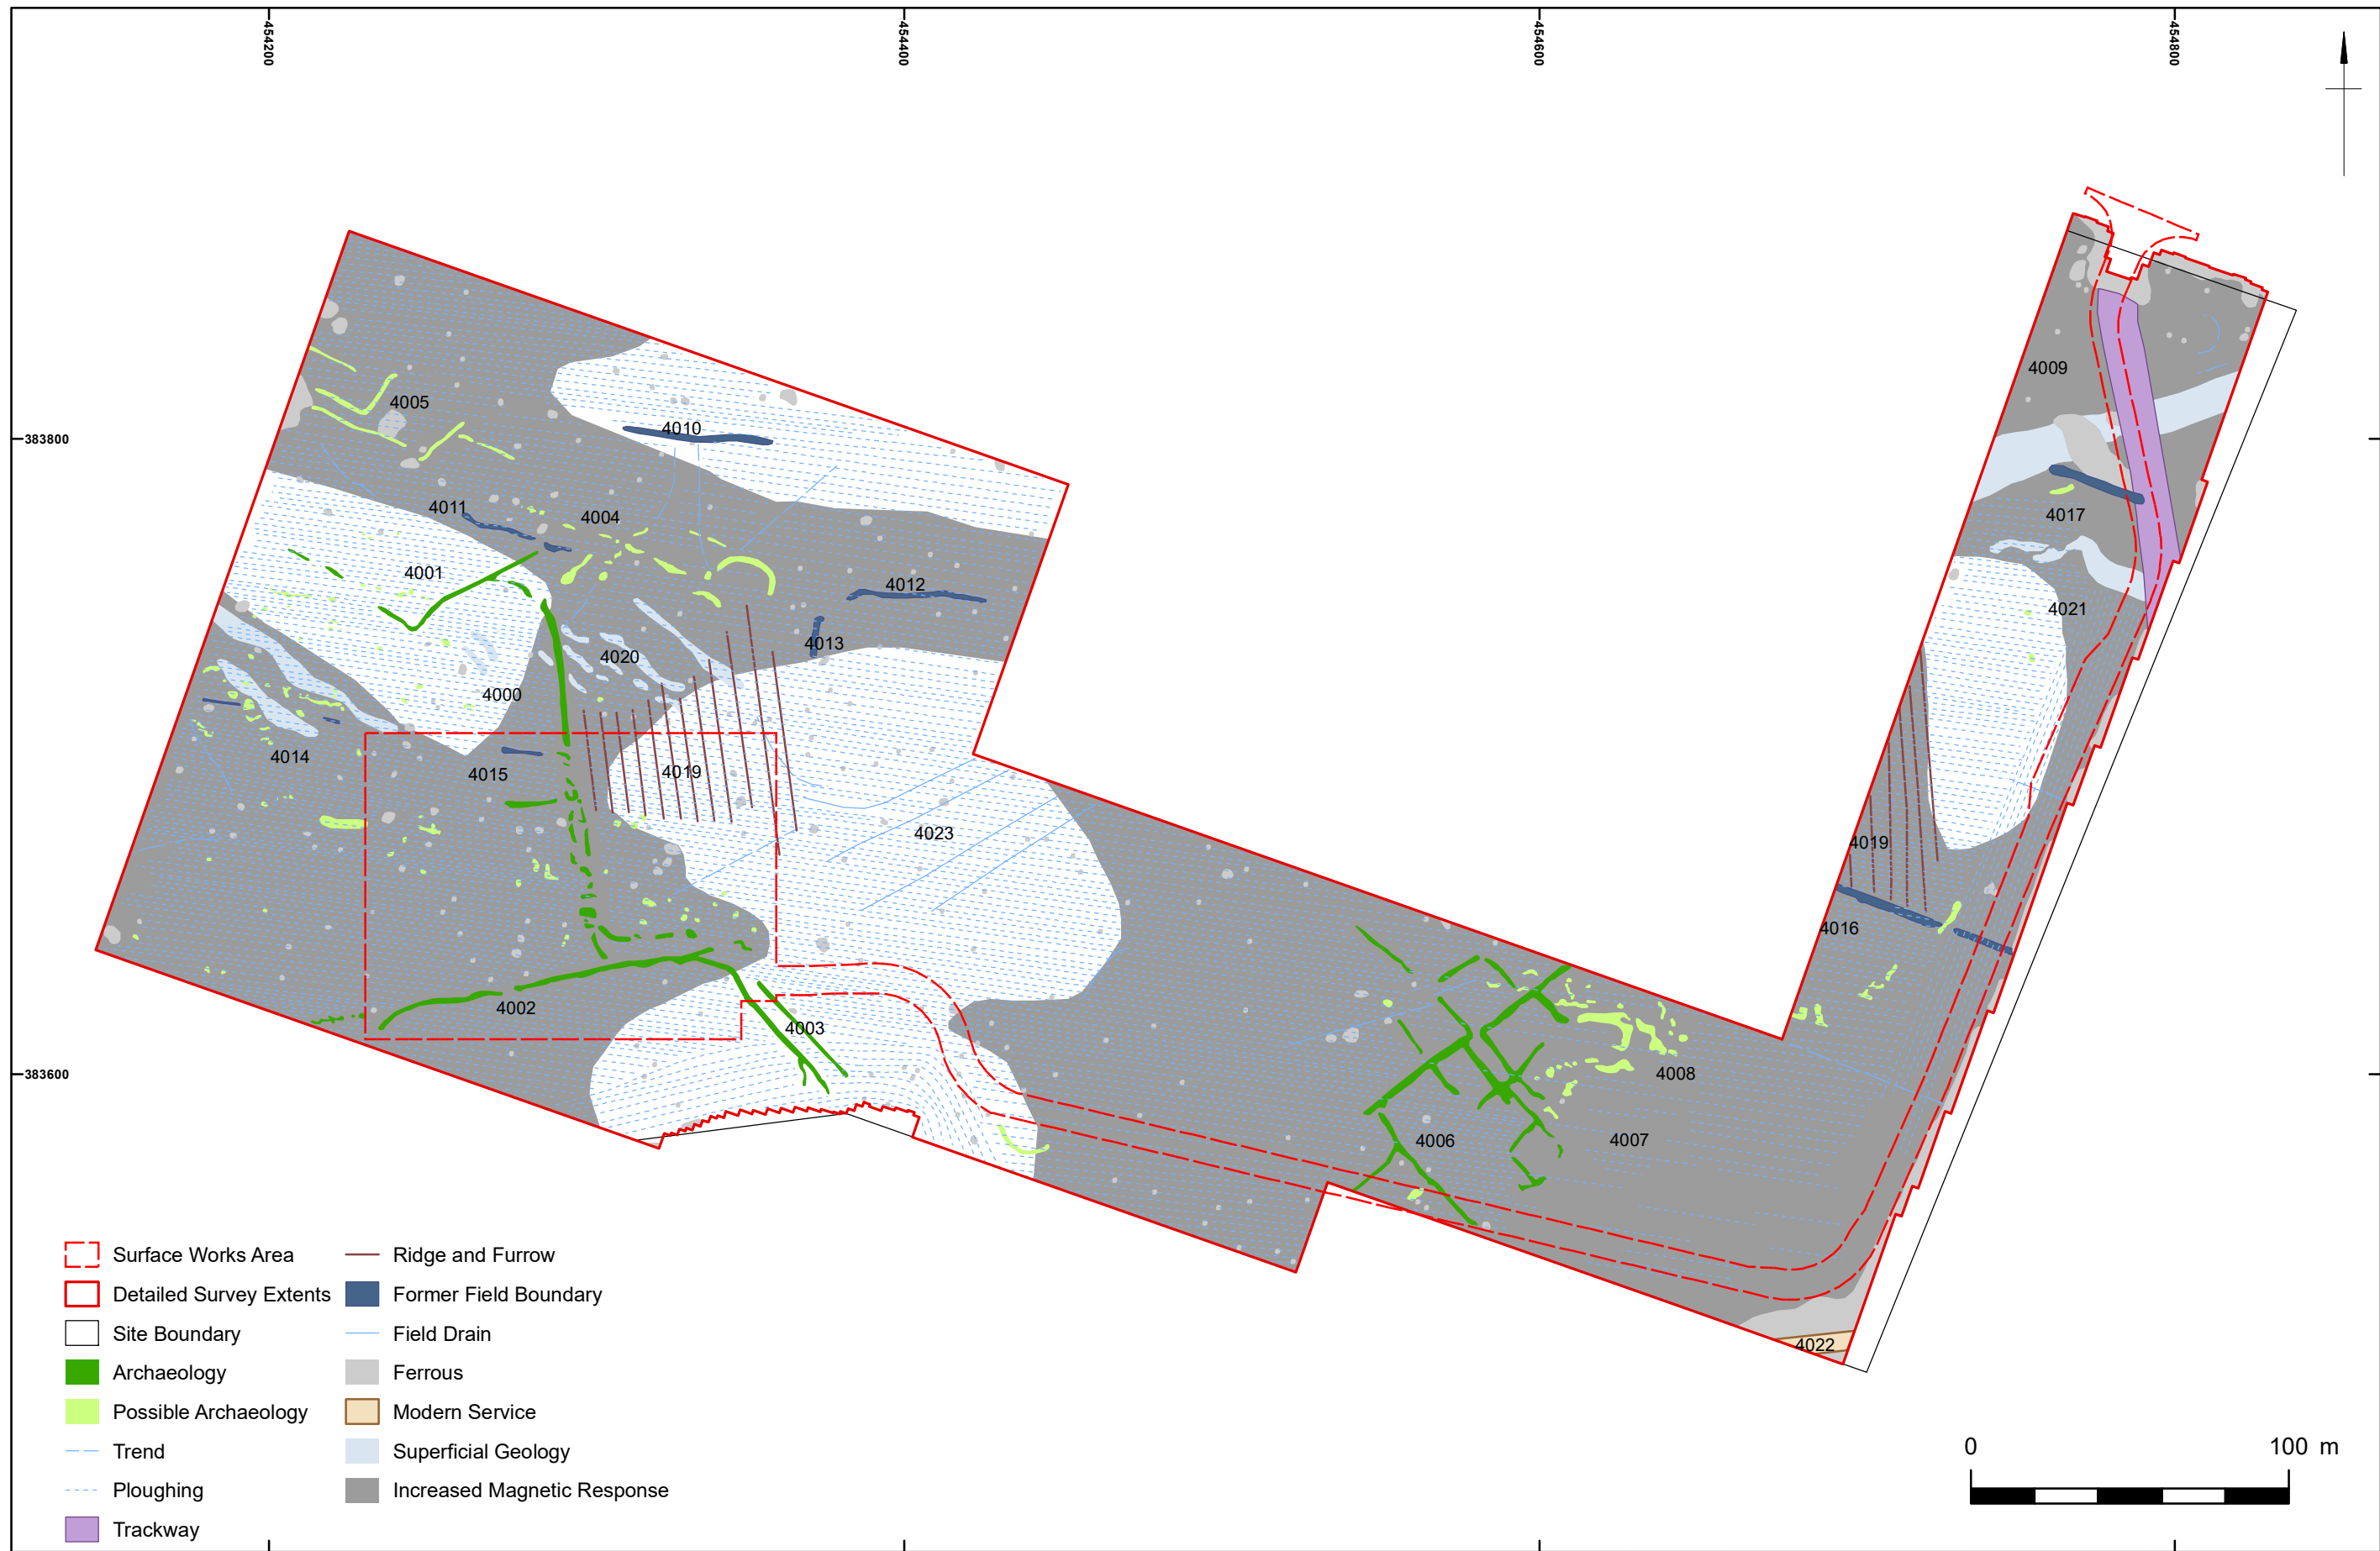 454200
454400
454600
454800
383800
383600
4009
4005
4010
4011
4004
4017
4001
4012
4021
4013
4020
4000
4014
4015
4019
4023
4019
4016
4002
4003
4008
4006
4007
4022
Surface Works Area
Detailed Survey Extents
Site Boundary
Archaeology
Possible Archaeology
Trend
Ploughing
Trackway
Ridge and Furrow
Former Field Boundary
Field Drain
Ferrous
Modern Service
Superficial Geology
Increased Magnetic Response
0 100 m